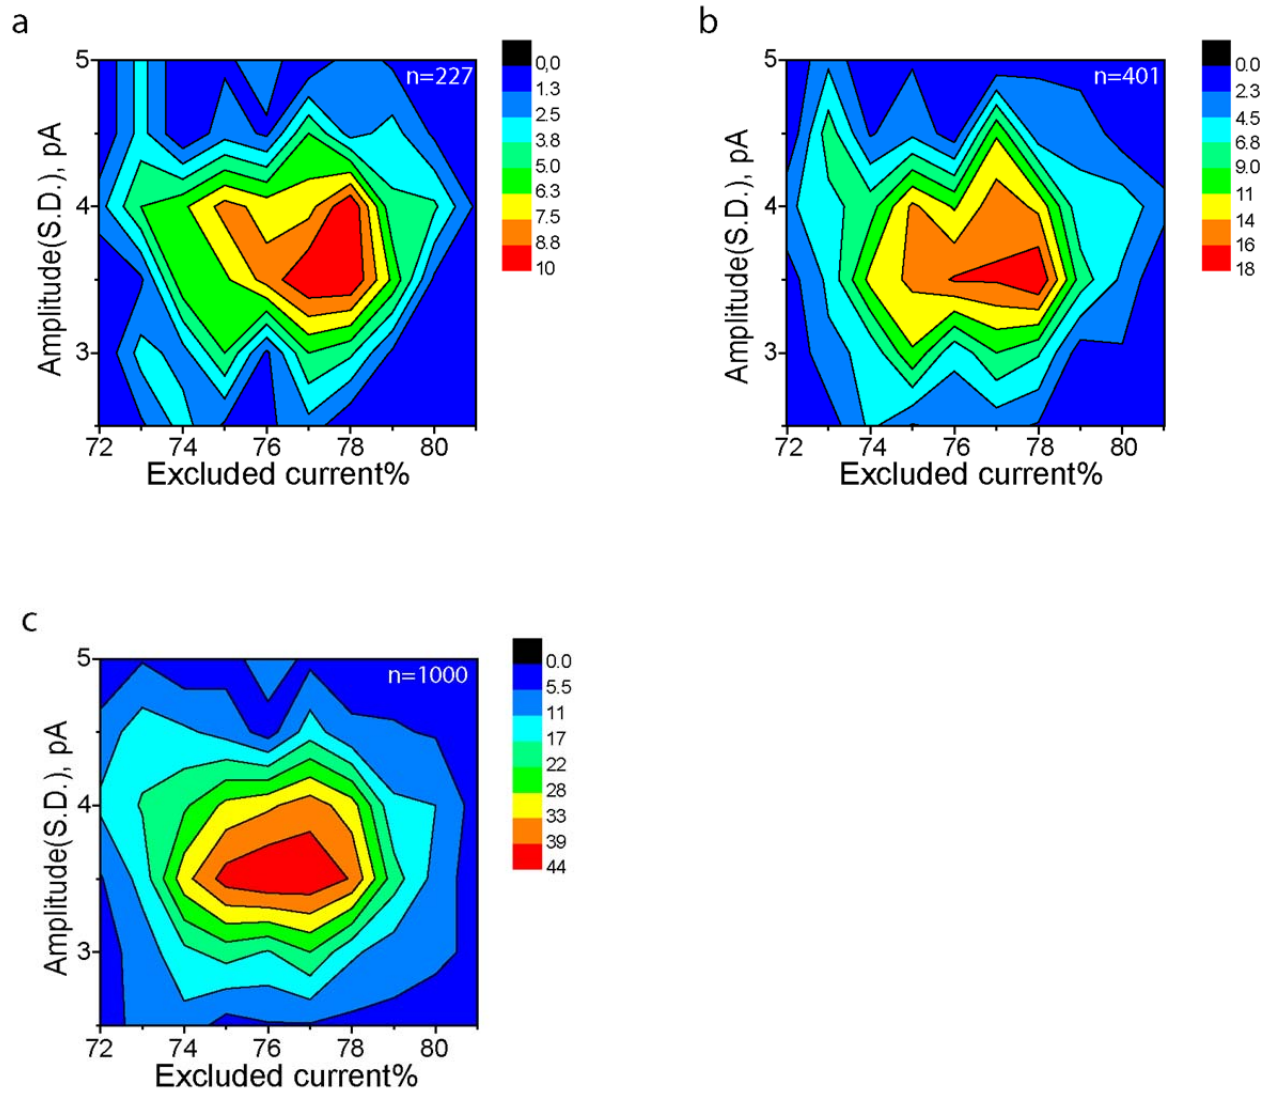 a
5
4
3
Amplitude(S.D.), pA
n=227
72 74 76 78 80
Excluded current%
0,0
1.3
2.5
3.8
5.0
6.3
7.5
8.8
10
b
5
4
3
Amplitude(S.D.), pA
n=401
72 74 76 78 80
Excluded current%
0.0
2.3
4.5
6.8
9.0
11
14
16
18
c
5
4
3
Amplitude(S.D.), pA
n=1000
72 74 76 78 80
Excluded current%
0.0
5.5
11
17
22
28
33
39
44